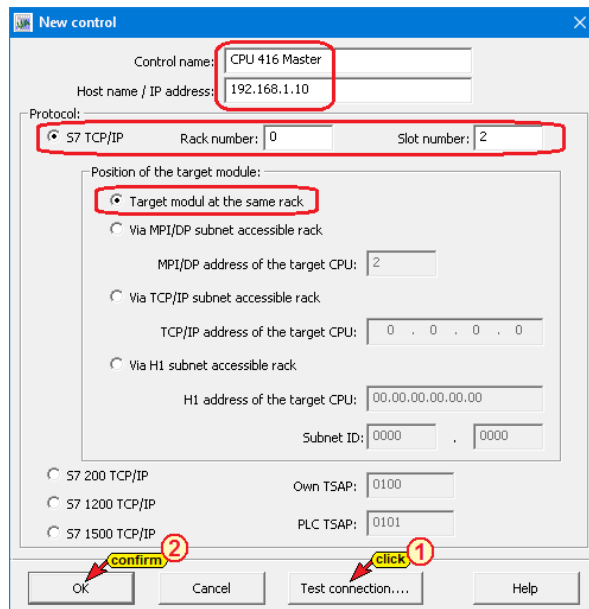 New control
Control name: CPU 416 Master
Host name / IP address: 192.168.1.10
Protocol:
S7 TCP/IP Rack number: 0 Slot number: 2
Position of the target module:
Target modul at the same rack
Via MPI/DP subnet accessible rack
MPI/DP address of the target CPU: 2
Via TCP/IP subnet accessible rack
TCP/IP address of the target CPU: 0 . 0 . 0 . 0
Via H1 subnet accessible rack
H1 address of the target CPU: 00.00.00.00.00.00
Subnet ID: 0000 . 0000
S7 200 TCP/IP
Own TSAP: 0100
S7 1200 TCP/IP
PLC TSAP: 0101
S7 1500 TCP/IP
confirm 2
click 1
OK Cancel Test connection.... Help